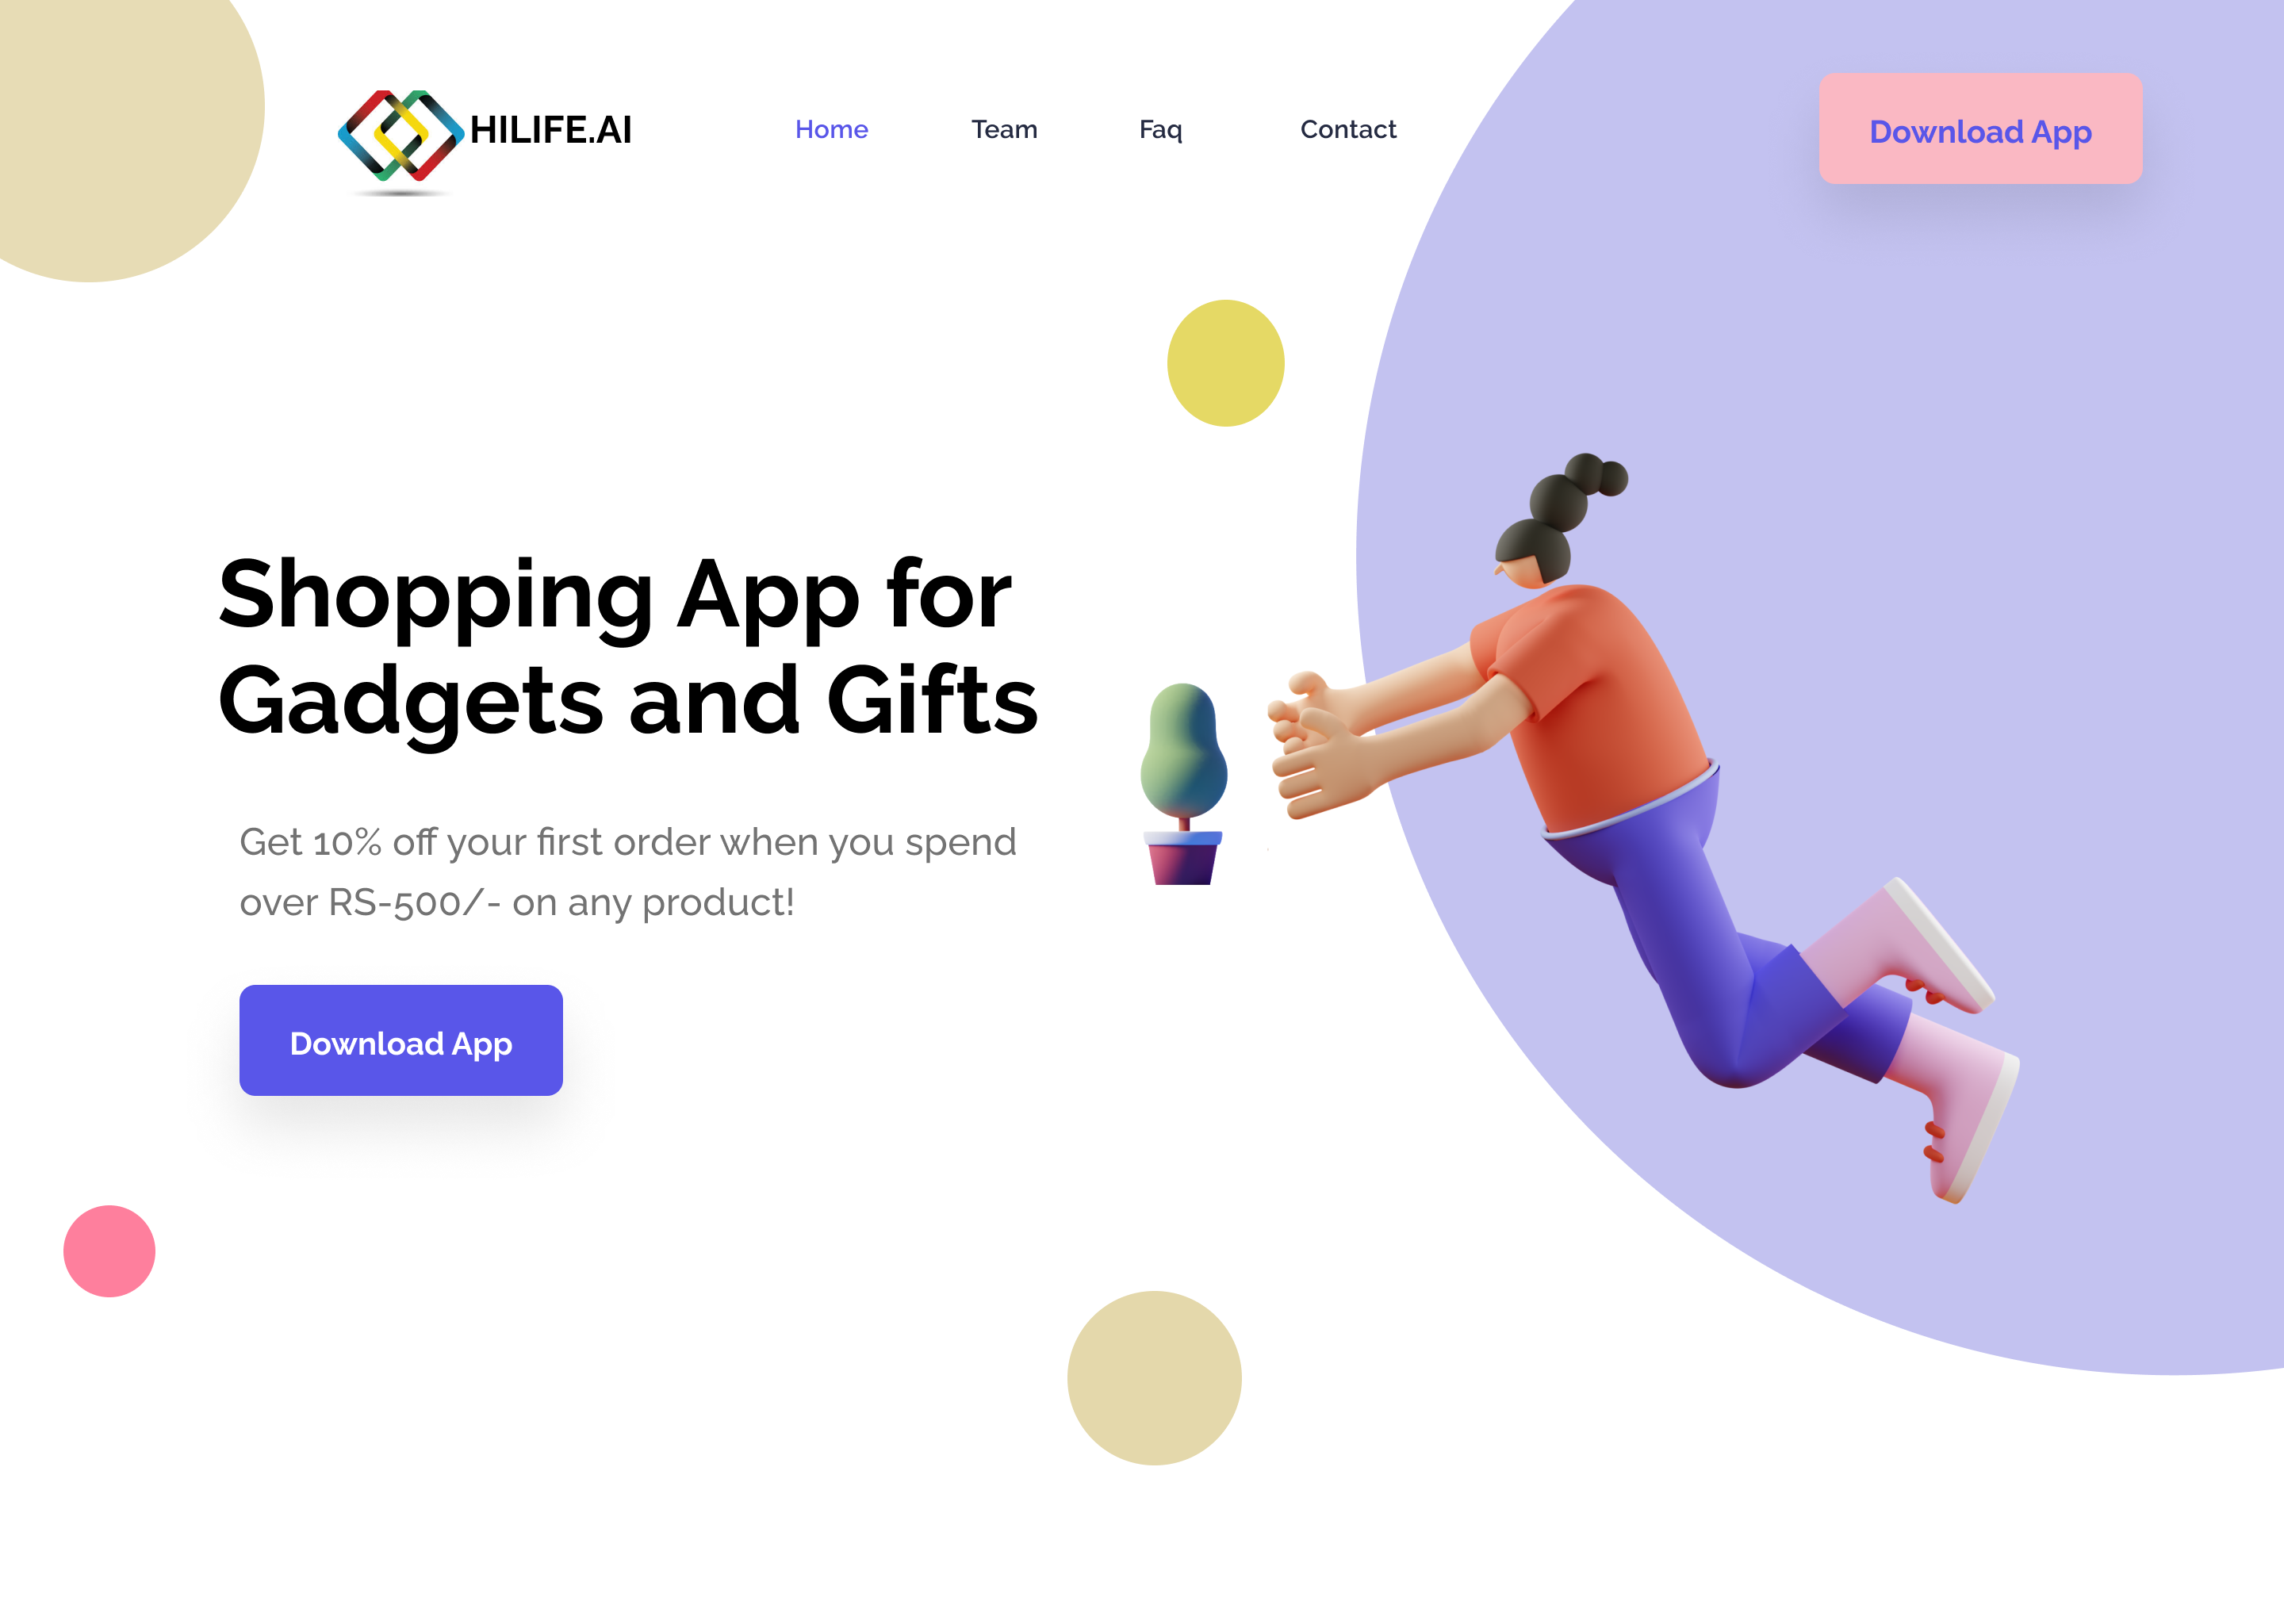 HILIFE.AI
Home
Team
Faq
Contact
Download App
Shopping App for
Gadgets and Gifts
Get 10% off your first order when you spend
over RS-500/- on any product!
Download App